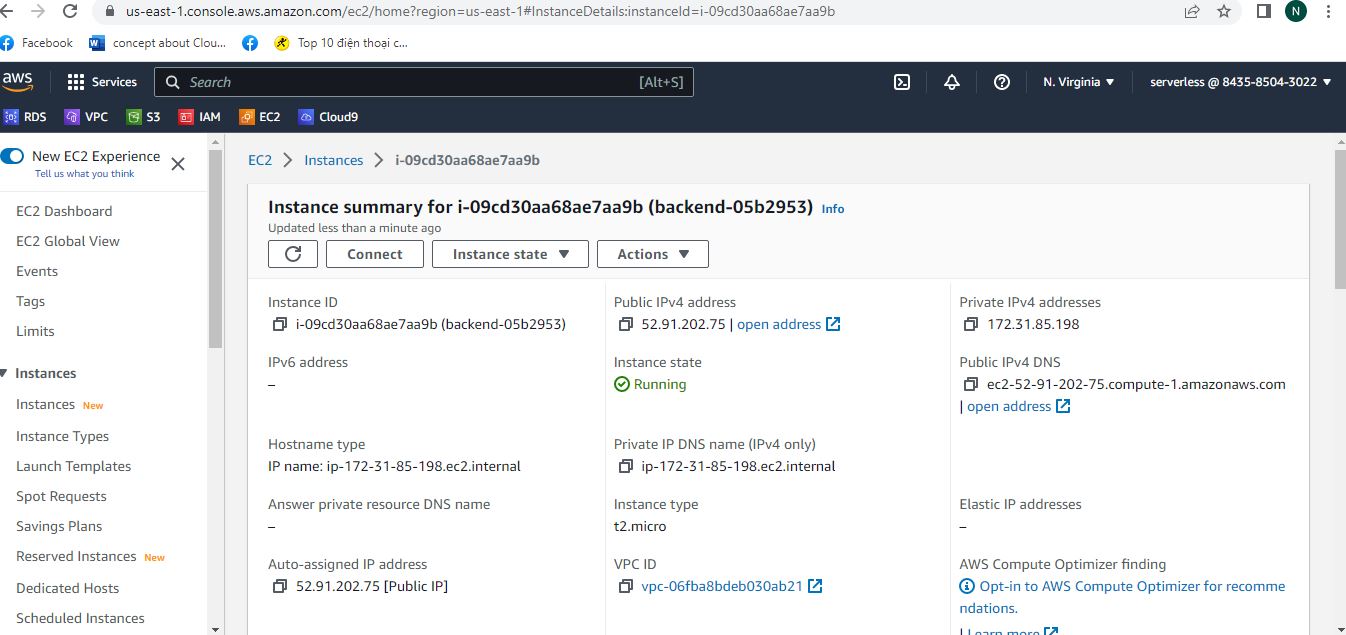 us-east-1.console.aws.amazon.com/ec2/home?region=us-east-1#InstanceDetails:instanceId=i-09cd30aa68ae7aa9b
N
Facebook
W
concept about Clou...
Top 10 điện thoại c...
aws
Services
Search
[Alt+S]
N. Virginia
serverless @ 8435-8504-3022
RDS
VPC
S3
IAM
EC2
Cloud9
New EC2 Experience
Tell us what you think
EC2 Dashboard
EC2 Global View
Events
Tags
Limits
Instances
Instances New
Instance Types
Launch Templates
Spot Requests
Savings Plans
Reserved Instances New
Dedicated Hosts
Scheduled Instances
EC2
Instances
i-09cd30aa68ae7aa9b
Instance summary for i-09cd30aa68ae7aa9b (backend-05b2953) Info
Updated less than a minute ago
Connect
Instance state
Actions
Instance ID
i-09cd30aa68ae7aa9b (backend-05b2953)
Public IPv4 address
52.91.202.75 | open address
Private IPv4 addresses
172.31.85.198
IPv6 address
–
Instance state
Running
Public IPv4 DNS
ec2-52-91-202-75.compute-1.amazonaws.com
| open address
Hostname type
IP name: ip-172-31-85-198.ec2.internal
Private IP DNS name (IPv4 only)
ip-172-31-85-198.ec2.internal
Answer private resource DNS name
–
Instance type
t2.micro
Elastic IP addresses
–
Auto-assigned IP address
52.91.202.75 [Public IP]
VPC ID
vpc-06fba8bdeb030ab21
AWS Compute Optimizer finding
Opt-in to AWS Compute Optimizer for recomme
ndations.
| Learn more